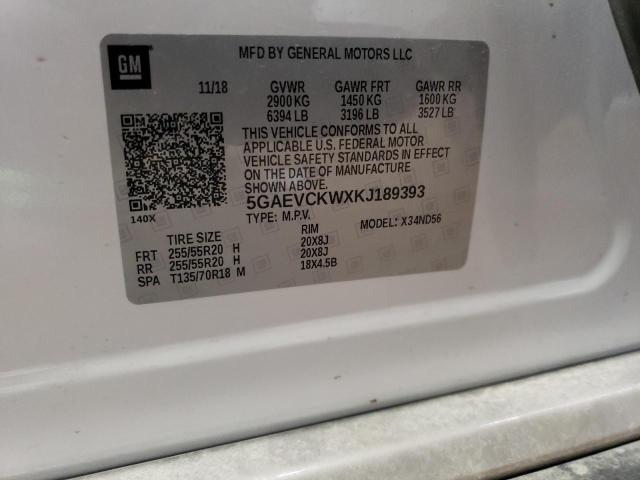 GM
MFD BY GENERAL MOTORS LLC
11/18 GVWR GAWR FRT GAWR RR
2900 KG 1450 KG 1600 KG
6394 LB 3196 LB 3527 LB
THIS VEHICLE CONFORMS TO ALL
APPLICABLE U.S. FEDERAL MOTOR
VEHICLE SAFETY STANDARDS IN EFFECT
ON THE DATE OF MANUFACTURE
SHOWN ABOVE.
140X
5GAEVCKWXKJ189393
TYPE: M.P.V. MODEL: X34ND56
TIRE SIZE RIM
FRT 255/55R20 H 20X8J
RR 255/55R20 H 20X8J
SPA T135/70R18 M 18X4.5B